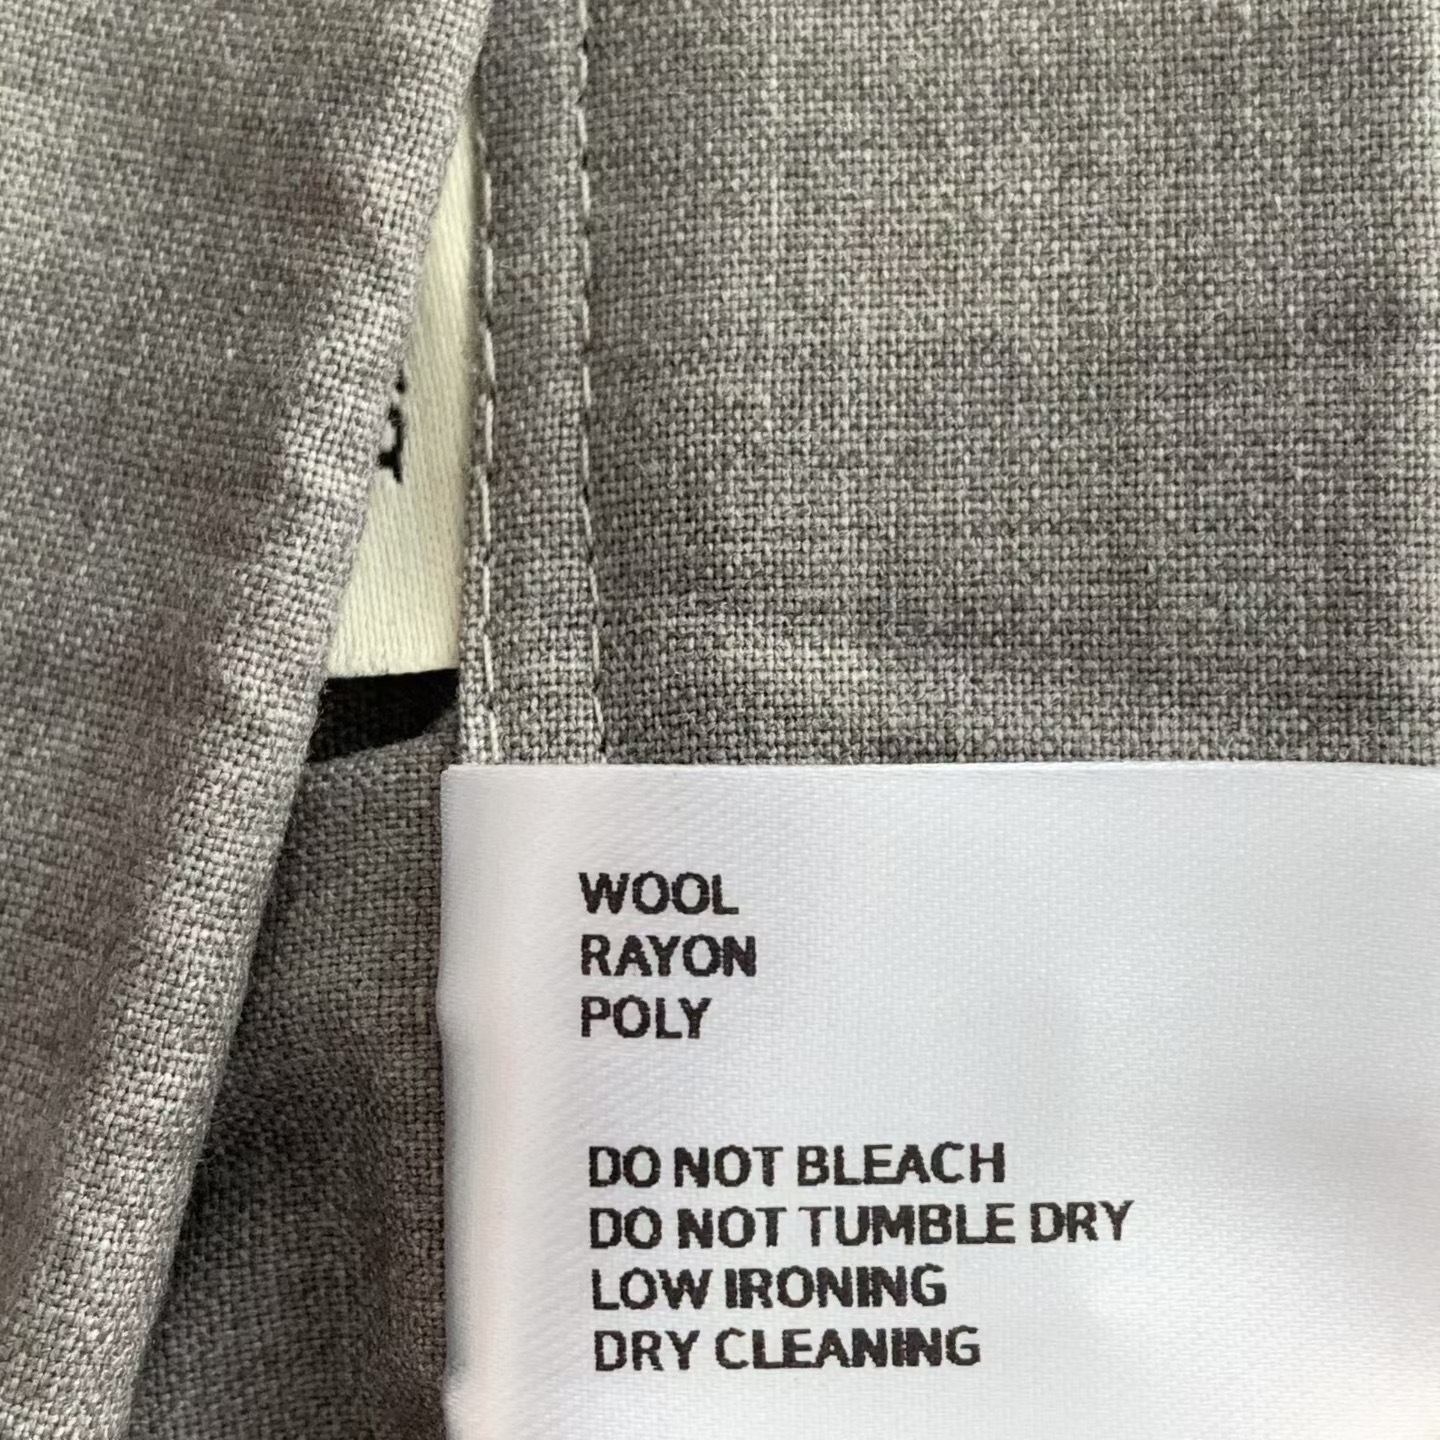 WOOL
RAYON
POLY
DO NOT BLEACH
DO NOT TUMBLE DRY
LOW IRONING
DRY CLEANING